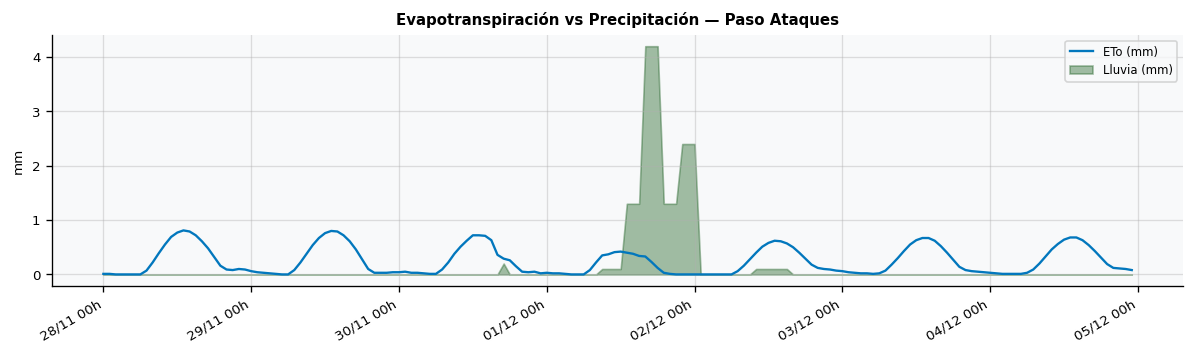 Evapotranspiración vs Precipitación — Paso Ataques
ETo (mm)
Lluvia (mm)
mm
4
3
2
1
0
28/11 00h
29/11 00h
30/11 00h
01/12 00h
02/12 00h
03/12 00h
04/12 00h
05/12 00h